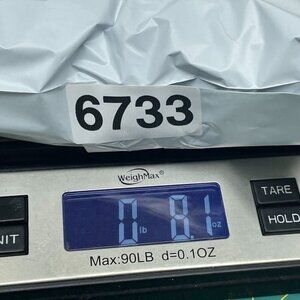 6733
WeighMax®
0 lb 8.1 oz
TARE
HOLD
NIT
Max:90LB d=0.1OZ